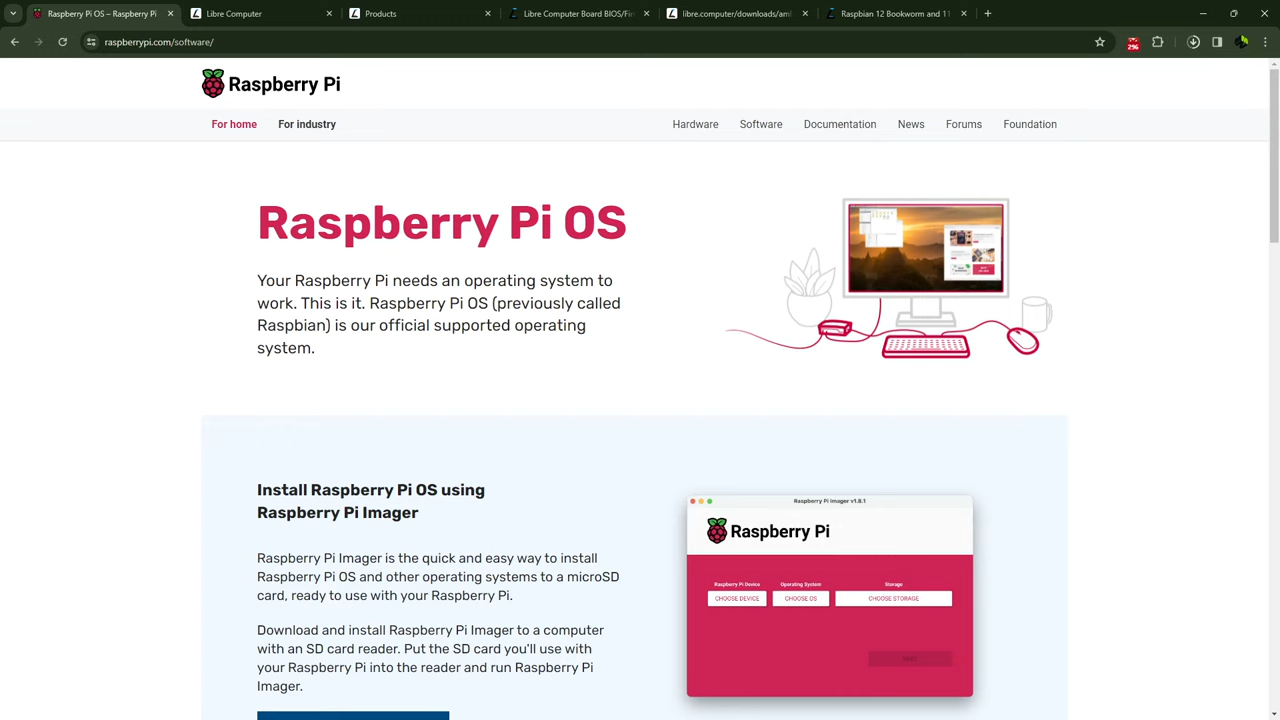 Raspberry Pi OS – Raspberry Pi
Libre Computer
Products
Libre Computer Board BIOS/Fir
libre.computer/downloads/aml
Raspbian 12 Bookworm and 11
raspberrypi.com/software/
Raspberry Pi
For home For industry Hardware Software Documentation News Forums Foundation
Raspberry Pi OS
Your Raspberry Pi needs an operating system to
work. This is it. Raspberry Pi OS (previously called
Raspbian) is our official supported operating
system.
Install Raspberry Pi OS using
Raspberry Pi Imager
Raspberry Pi Imager is the quick and easy way to install
Raspberry Pi OS and other operating systems to a microSD
card, ready to use with your Raspberry Pi.
Download and install Raspberry Pi Imager to a computer
with an SD card reader. Put the SD card you'll use with
your Raspberry Pi into the reader and run Raspberry Pi
Imager.
Raspberry Pi Imager v1.8.1
Raspberry Pi
Raspberry Pi Device Operating System Storage
CHOOSE DEVICE CHOOSE OS CHOOSE STORAGE
NEXT